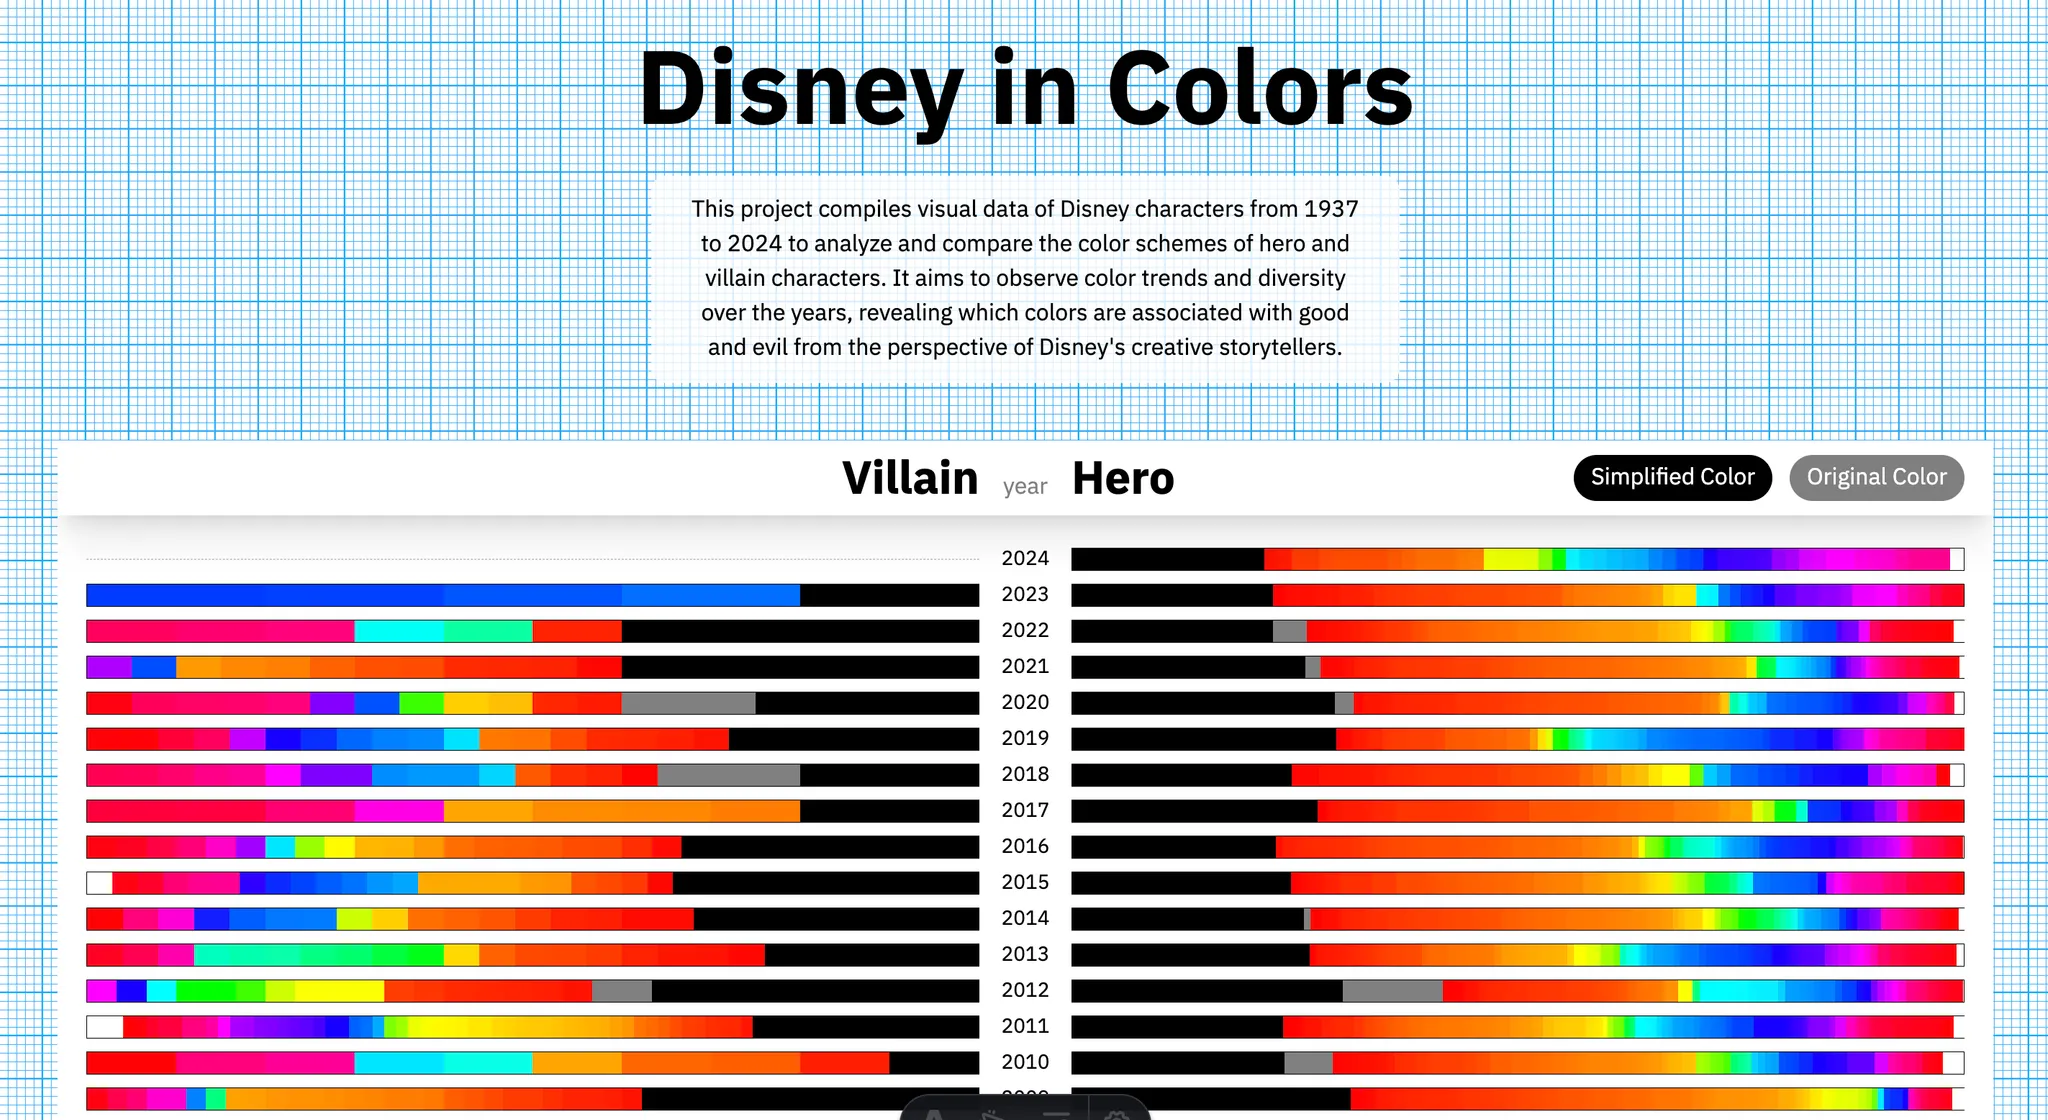 Disney in Colors
This project compiles visual data of Disney characters from 1937
to 2024 to analyze and compare the color schemes of hero and
villain characters. It aims to observe color trends and diversity
over the years, revealing which colors are associated with good
and evil from the perspective of Disney's creative storytellers.
Villain year Hero Simplified Color Original Color
2024
2023
2022
2021
2020
2019
2018
2017
2016
2015
2014
2013
2012
2011
2010